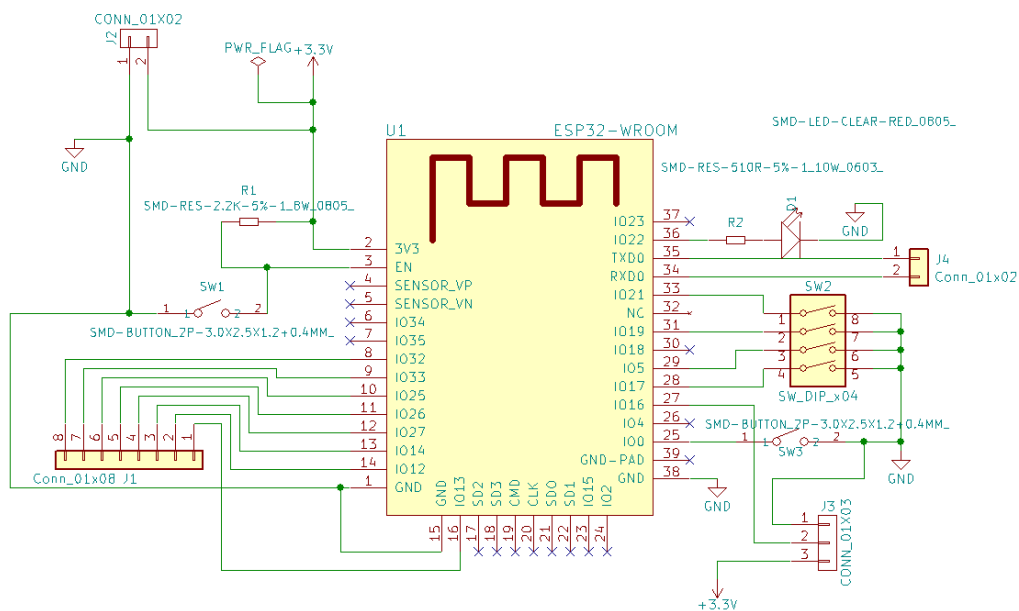 CONN_01X02
J2
1
2
PWR_FLAG
+3.3V
GND
U1
ESP32-WROOM
SMD-LED-CLEAR-RED_0805_
SMD-RES-510R-5%-1_10W_0603_
R1
SMD-RES-2.2K-5%-1_8W_0805_
SW1
1
1
2
2
SMD-BUTTON_2P-3.0X2.5X1.2+0.4MM_
2
3V3
3
EN
4
SENSOR_VP
5
SENSOR_VN
6
IO34
7
IO35
8
IO32
9
IO33
10
IO25
11
IO26
12
IO27
13
IO14
14
IO12
1
GND
15
GND
16
IO13
17
SD2
18
SD3
19
CMD
20
CLK
21
SD0
22
SD1
23
IO15
24
IO2
IO23
37
IO22
36
TXD0
35
RXD0
34
IO21
33
NC
32
IO19
31
IO18
30
IO5
29
IO17
28
IO16
27
IO4
26
IO0
25
GND-PAD
39
GND
38
R2
D1
GND
1
2
J4
Conn_01x02
SW2
1
2
3
4
8
7
6
5
SW_DIP_x04
SMD-BUTTON_2P-3.0X2.5X1.2+0.4MM_
1
1
2
2
SW3
GND
GND
J3
1
2
3
CONN_01X03
+3.3V
8
7
6
5
4
3
2
1
Conn_01x08 J1